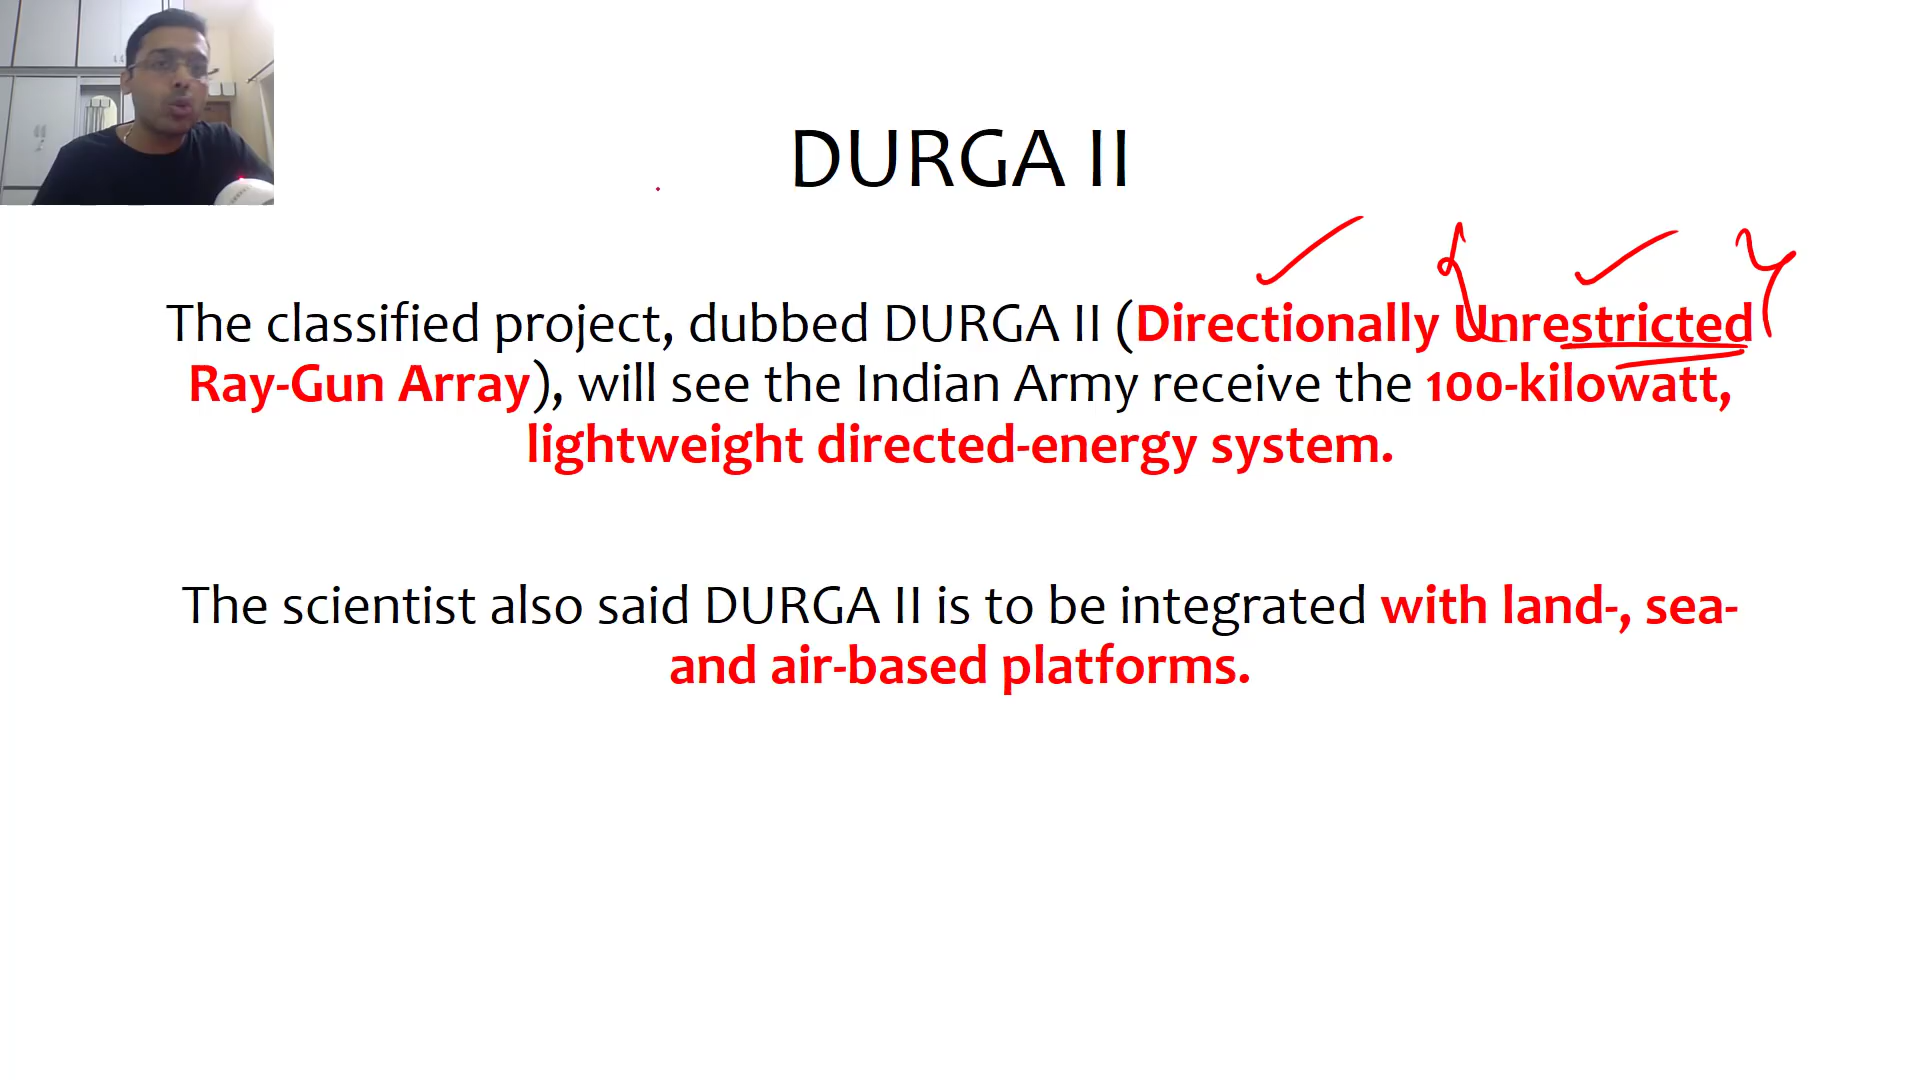 DURGA II
The classified project, dubbed DURGA II (Directionally Unrestricted
Ray-Gun Array), will see the Indian Army receive the 100-kilowatt,
lightweight directed-energy system.
The scientist also said DURGA II is to be integrated with land-, sea-
and air-based platforms.